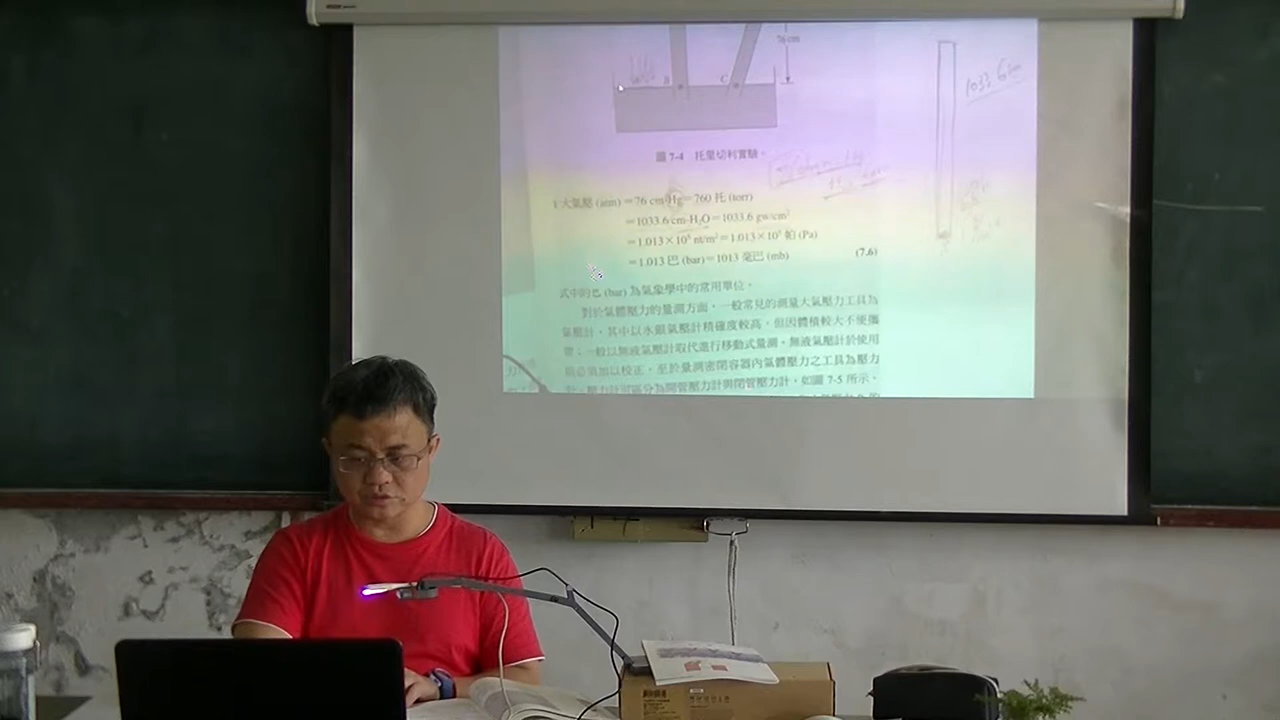 76 cm
1033.6 cm
B
C
圖 7-4 托里切利實驗。
1 大氣壓 (atm) =76 cm-Hg=760 托 (torr)
=1033.6 cm-H₂O=1033.6 gw/cm²
=1.013×10⁵ nt/m²=1.013×10⁵ 帕 (Pa)
=1.013 巴 (bar)=1013 毫巴 (mb)
(7.6)
式中的巴 (bar) 為氣象學中的常用單位。
對於氣體壓力的量測方面,一般常見的測量大氣壓力工具為
氣壓計,其中以水銀氣壓計精確度較高,但因體積較大不便攜
帶;一般以無液氣壓計取代進行移動式量測。無液氣壓計於使用
前必須加以校正,至於量測密閉容器內氣體壓力之工具為壓力
計,壓力計可區分為開管壓力計與閉管壓力計,如圖 7-5 所示。